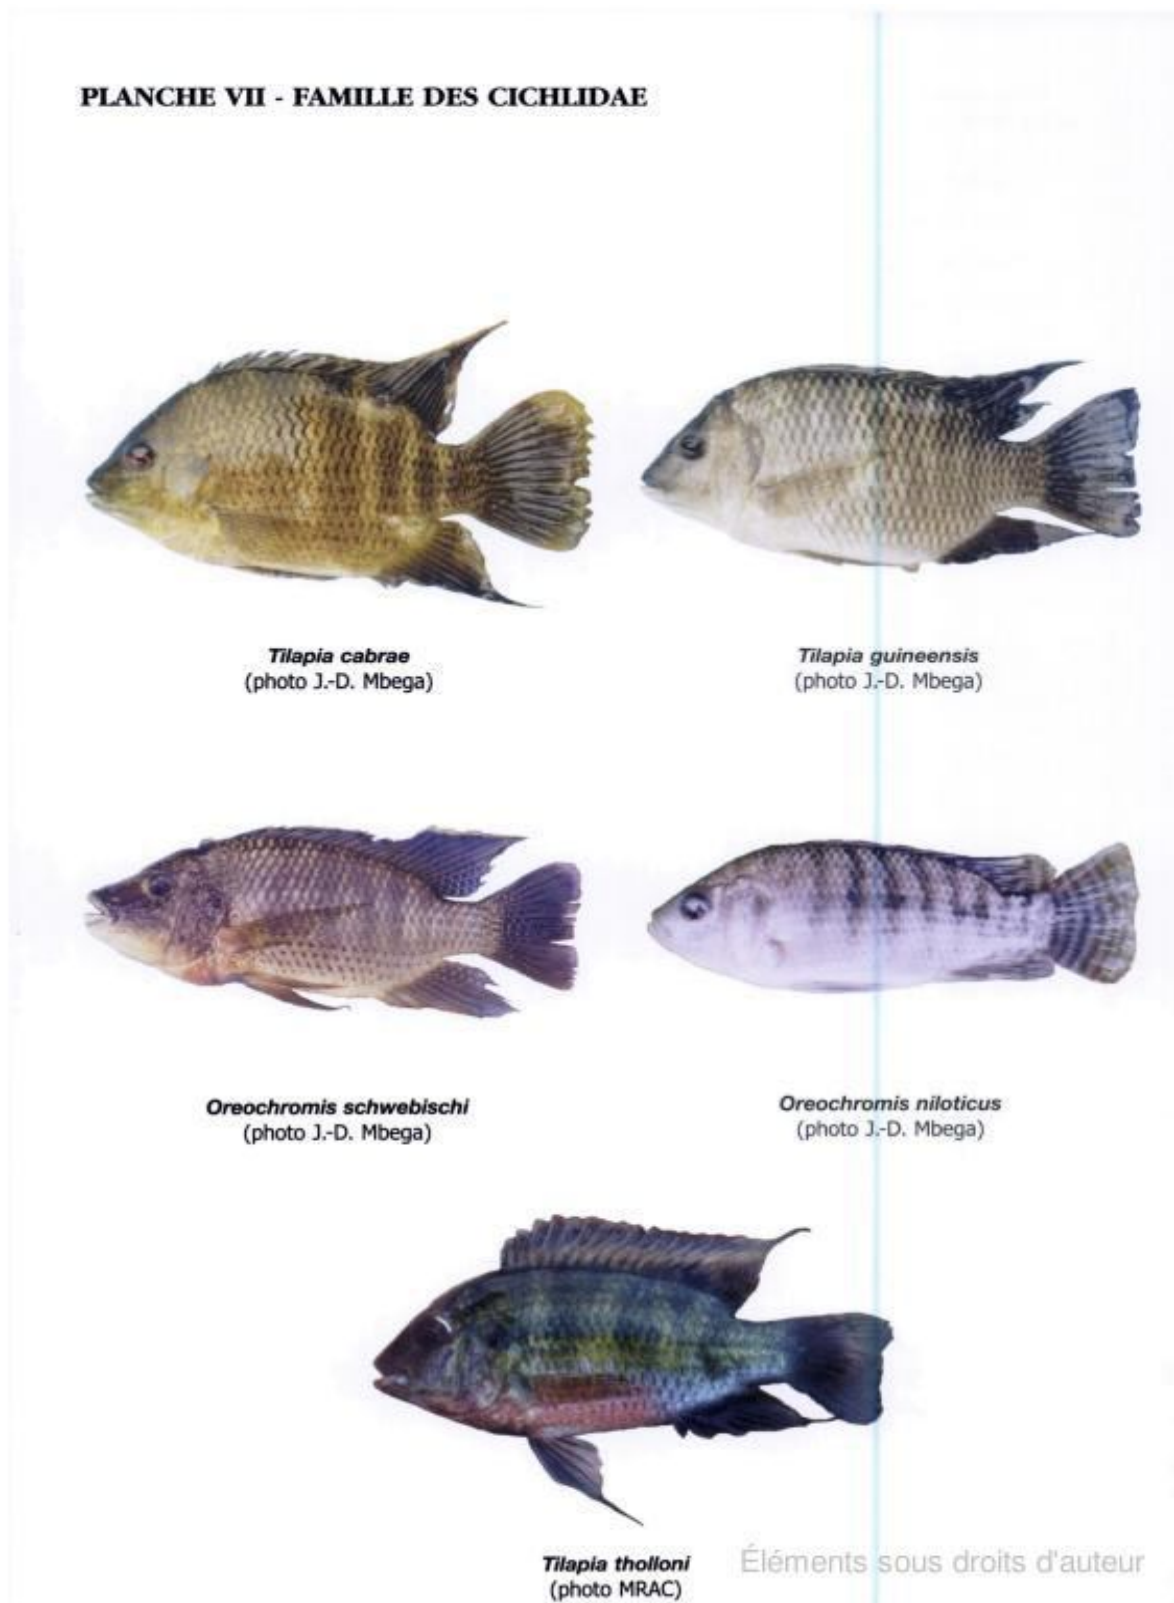 PLANCHE VII - FAMILLE DES CICHLIDAE
Tilapia cabrae
(photo J.-D. Mbega)
Tilapia guineensis
(photo J.-D. Mbega)
Oreochromis schwebischi
(photo J.-D. Mbega)
Oreochromis niloticus
(photo J.-D. Mbega)
Tilapia tholloni
(photo MRAC)
Éléments sous droits d'auteur